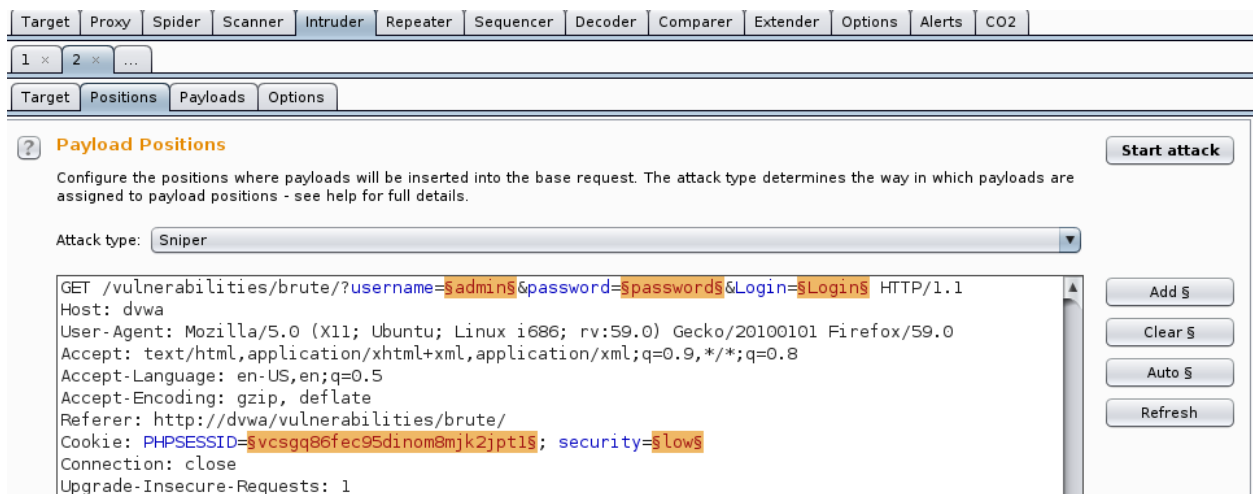 Target Proxy Spider Scanner Intruder Repeater Sequencer Decoder Comparer Extender Options Alerts CO2
1 × 2 × ...
Target Positions Payloads Options
? Payload Positions
Start attack
Configure the positions where payloads will be inserted into the base request. The attack type determines the way in which payloads are
assigned to payload positions - see help for full details.
Attack type: Sniper
GET /vulnerabilities/brute/?username=§admin§&password=§password§&Login=§Login§ HTTP/1.1
Host: dvwa
User-Agent: Mozilla/5.0 (X11; Ubuntu; Linux i686; rv:59.0) Gecko/20100101 Firefox/59.0
Accept: text/html,application/xhtml+xml,application/xml;q=0.9,*/*;q=0.8
Accept-Language: en-US,en;q=0.5
Accept-Encoding: gzip, deflate
Referer: http://dvwa/vulnerabilities/brute/
Cookie: PHPSESSID=§vcsgq86fec95dinom8mjk2jpt1§; security=§low§
Connection: close
Upgrade-Insecure-Requests: 1
Add §
Clear §
Auto §
Refresh